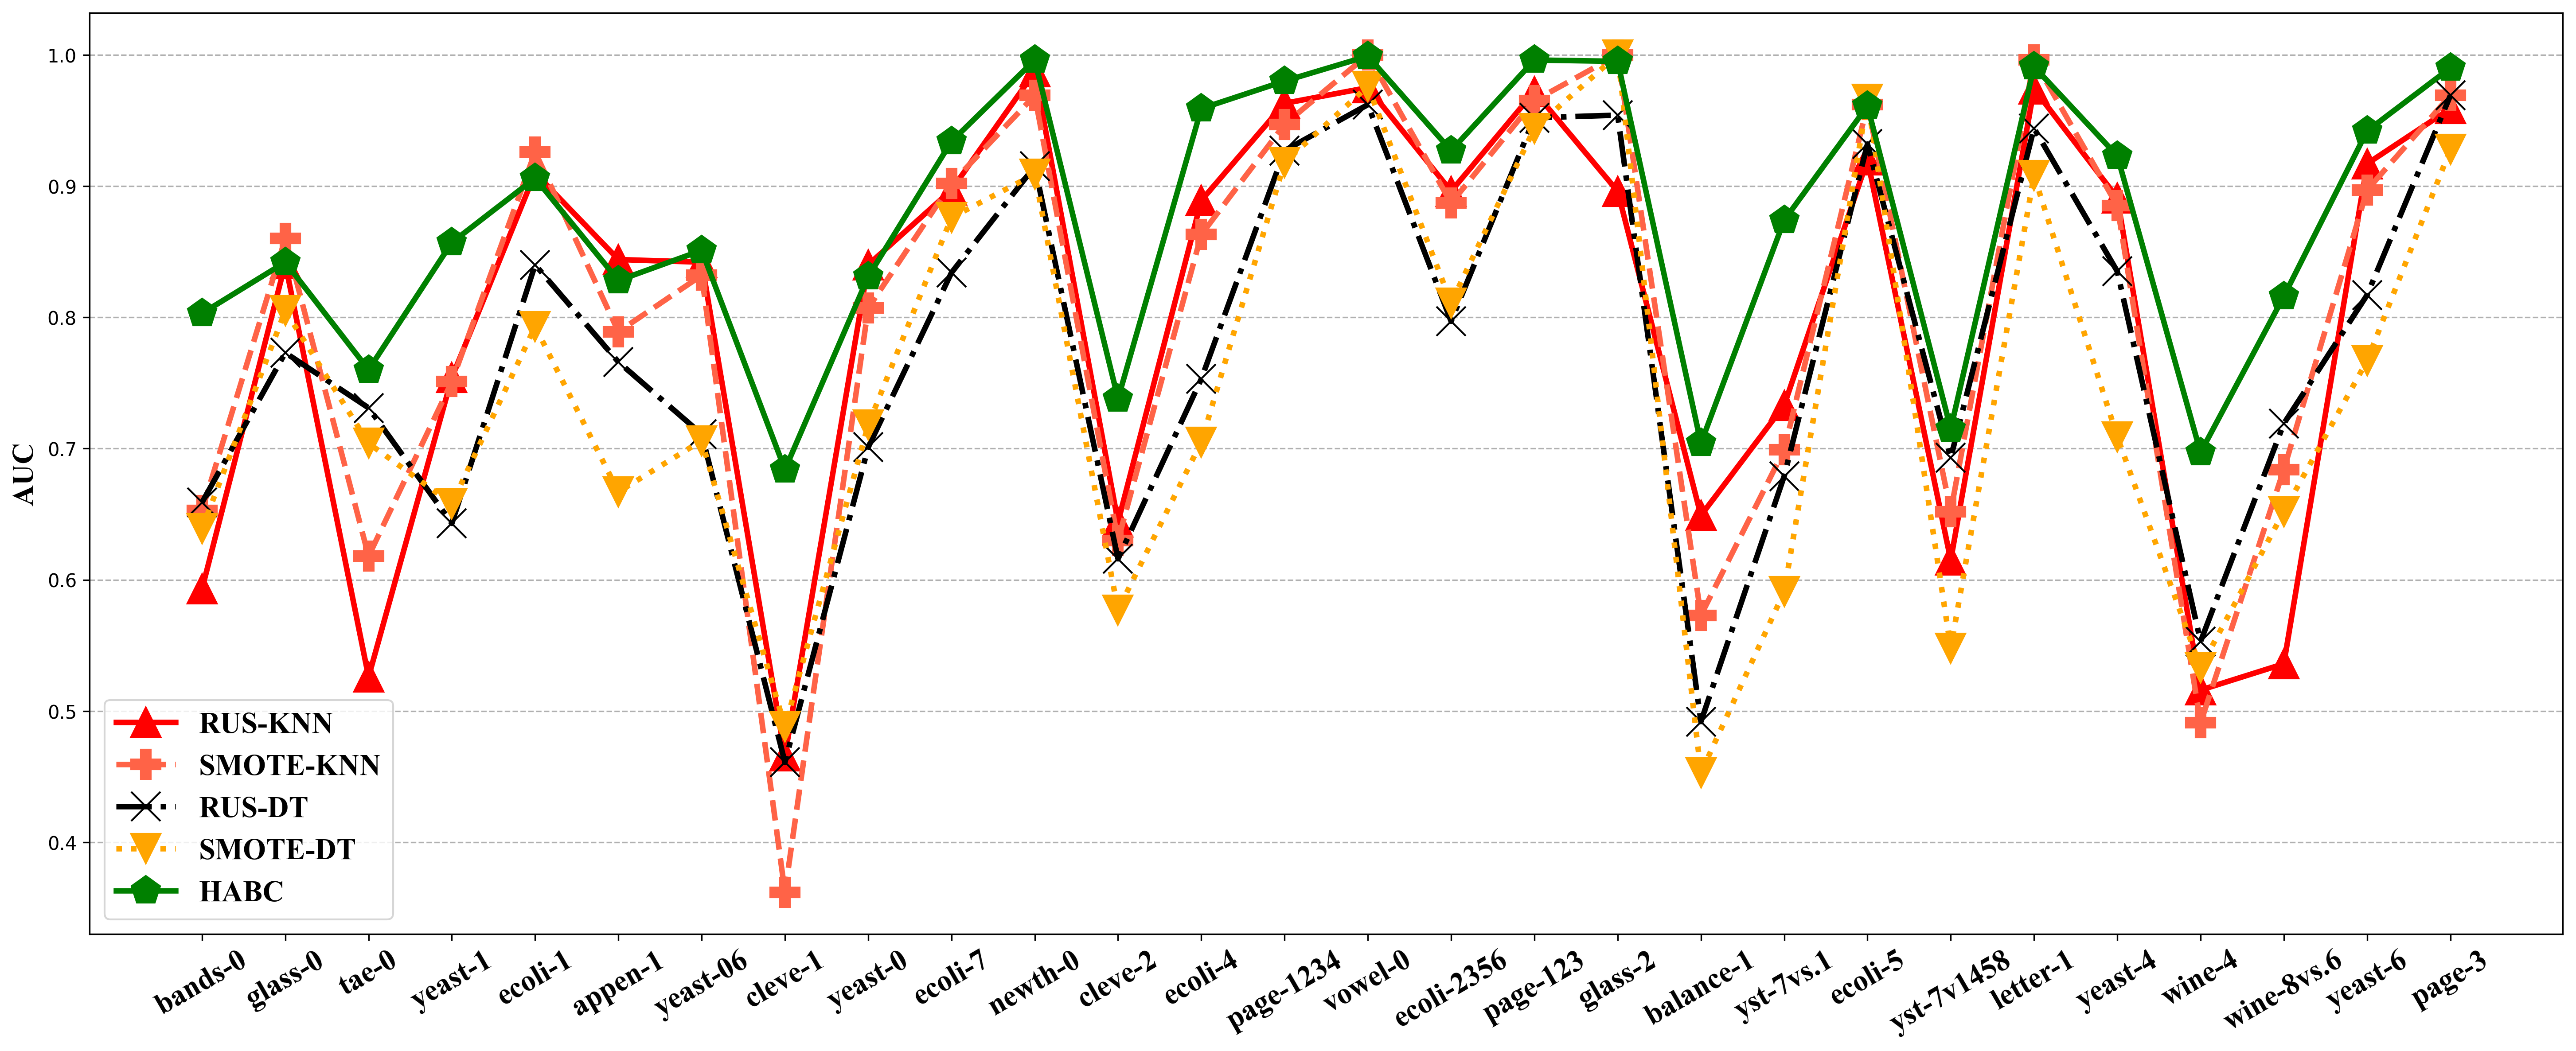 1.0
0.9
0.8
0.7
0.6
0.5
0.4
AUC
RUS-KNN
SMOTE-KNN
RUS-DT
SMOTE-DT
HABC
bands-0
glass-0
tae-0
yeast-1
ecoli-1
appen-1
yeast-06
cleve-1
yeast-0
ecoli-7
newth-0
cleve-2
ecoli-4
page-1234
vowel-0
ecoli-2356
page-123
glass-2
balance-1
yst-7vs.1
ecoli-5
yst-7v1458
letter-1
yeast-4
wine-4
wine-8vs.6
yeast-6
page-3